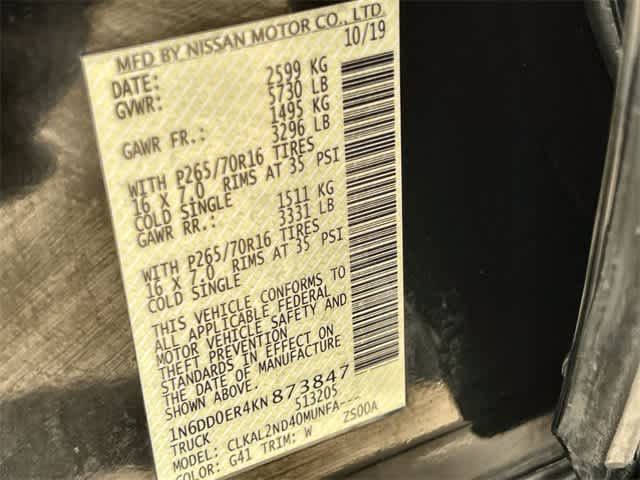 MFD BY NISSAN MOTOR CO., LTD
DATE: 10/19
GVWR: 2599 KG
5730 LB
GAWR FR.: 1495 KG
3296 LB
WITH P265/70R16 TIRES
16 X 7.0 RIMS AT 35 PSI
COLD SINGLE
GAWR RR.: 1511 KG
3331 LB
WITH P265/70R16 TIRES
16 X 7.0 RIMS AT 35 PSI
COLD SINGLE
THIS VEHICLE CONFORMS TO
ALL APPLICABLE FEDERAL
MOTOR VEHICLE SAFETY AND
THEFT PREVENTION
STANDARDS IN EFFECT ON
THE DATE OF MANUFACTURE
SHOWN ABOVE.
1N6DD0ER4KN873847
TRUCK 513205
MODEL: CLKAL2ND40MUNFA---
COLOR: G41 TRIM: W ZS00A